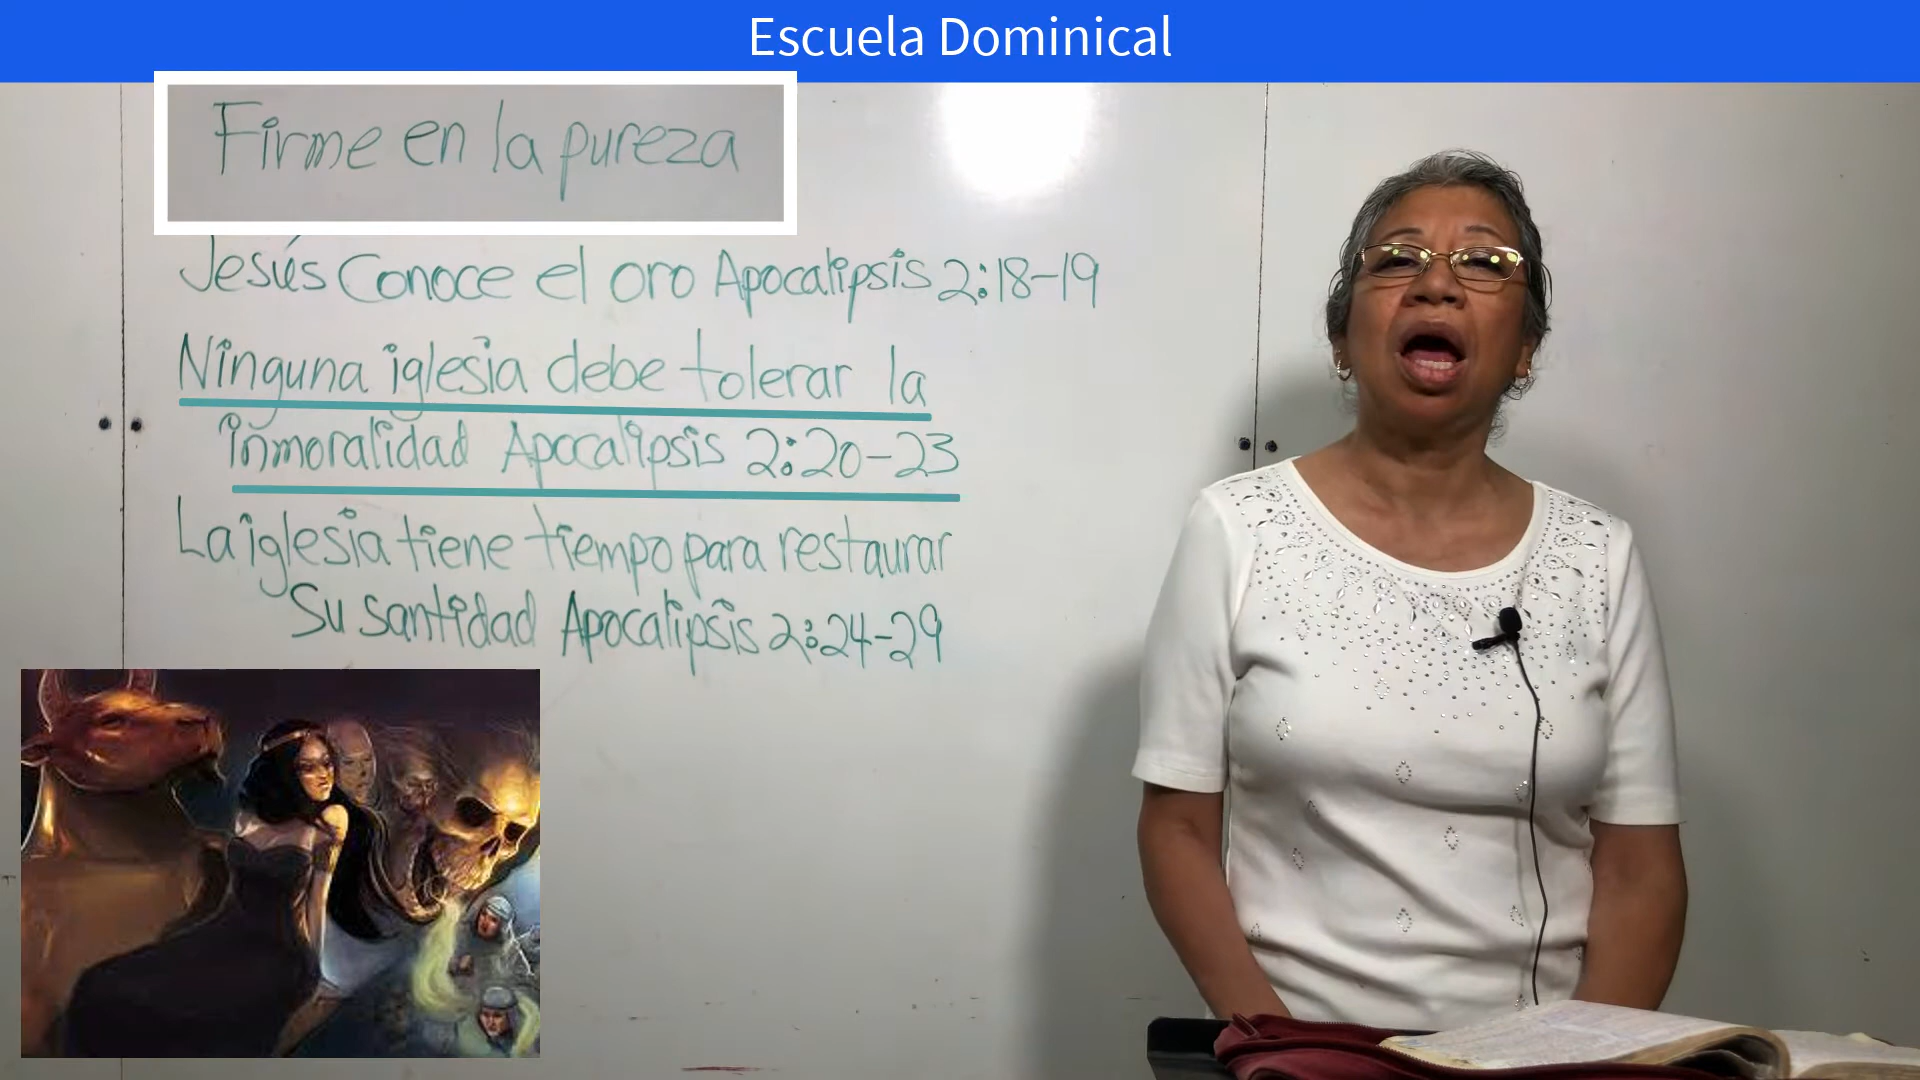 Escuela Dominical
Firme en la pureza
Jesús Conoce el oro Apocalipsis 2:18-19
Ninguna iglesia debe tolerar la
inmoralidad Apocalipsis 2:20-23
La iglesia tiene tiempo para restaurar
Su santidad Apocalipsis 2:24-29